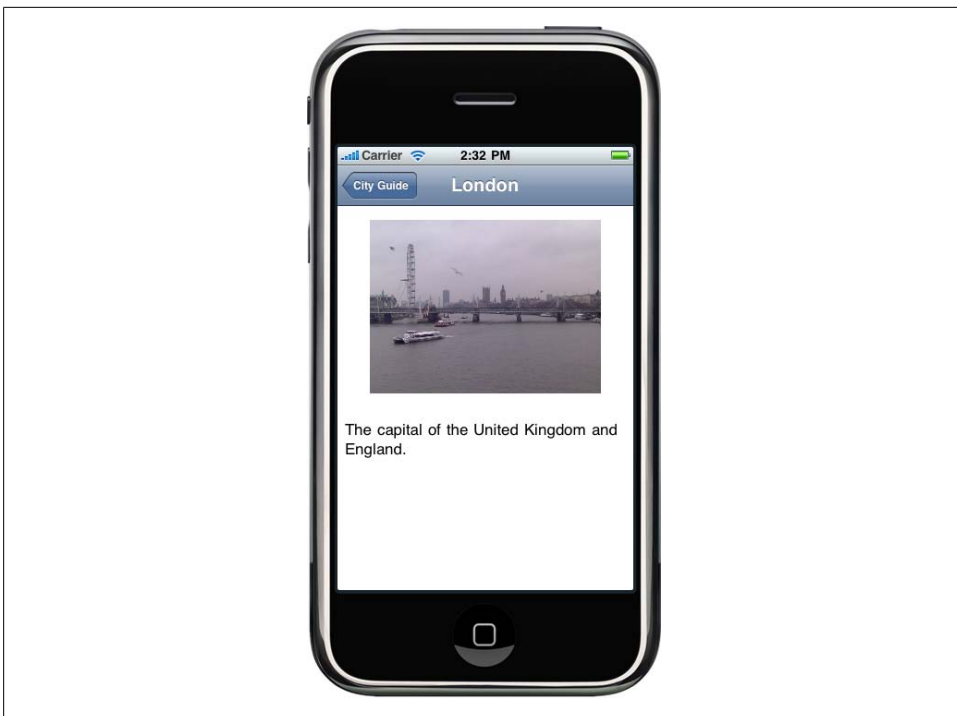 Carrier 2:32 PM
City Guide London
The capital of the United Kingdom and
England.